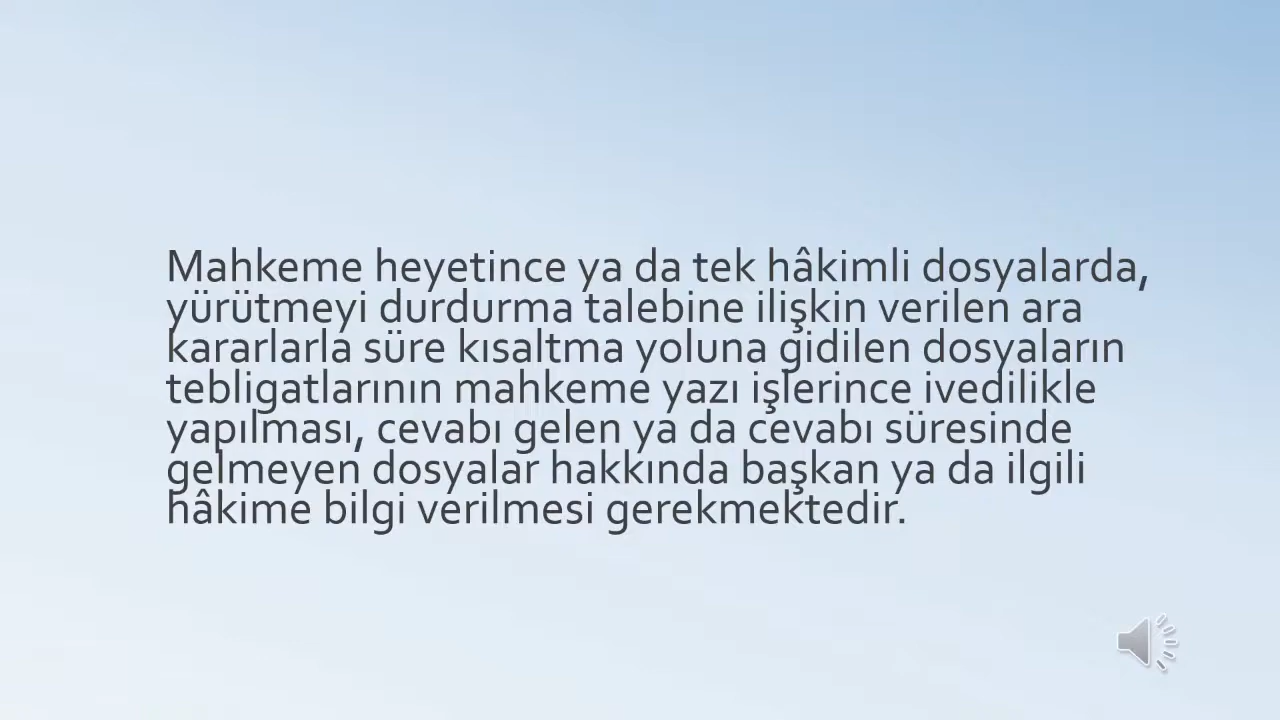 Mahkeme heyetince ya da tek hâkimli dosyalarda,
yürütmeyi durdurma talebine ilişkin verilen ara
kararlarla süre kısaltma yoluna gidilen dosyaların
tebligatlarının mahkeme yazı işlerince ivedilikle
yapılması, cevabı gelen ya da cevabı süresinde
gelmeyen dosyalar hakkında başkan ya da ilgili
hâkime bilgi verilmesi gerekmektedir.